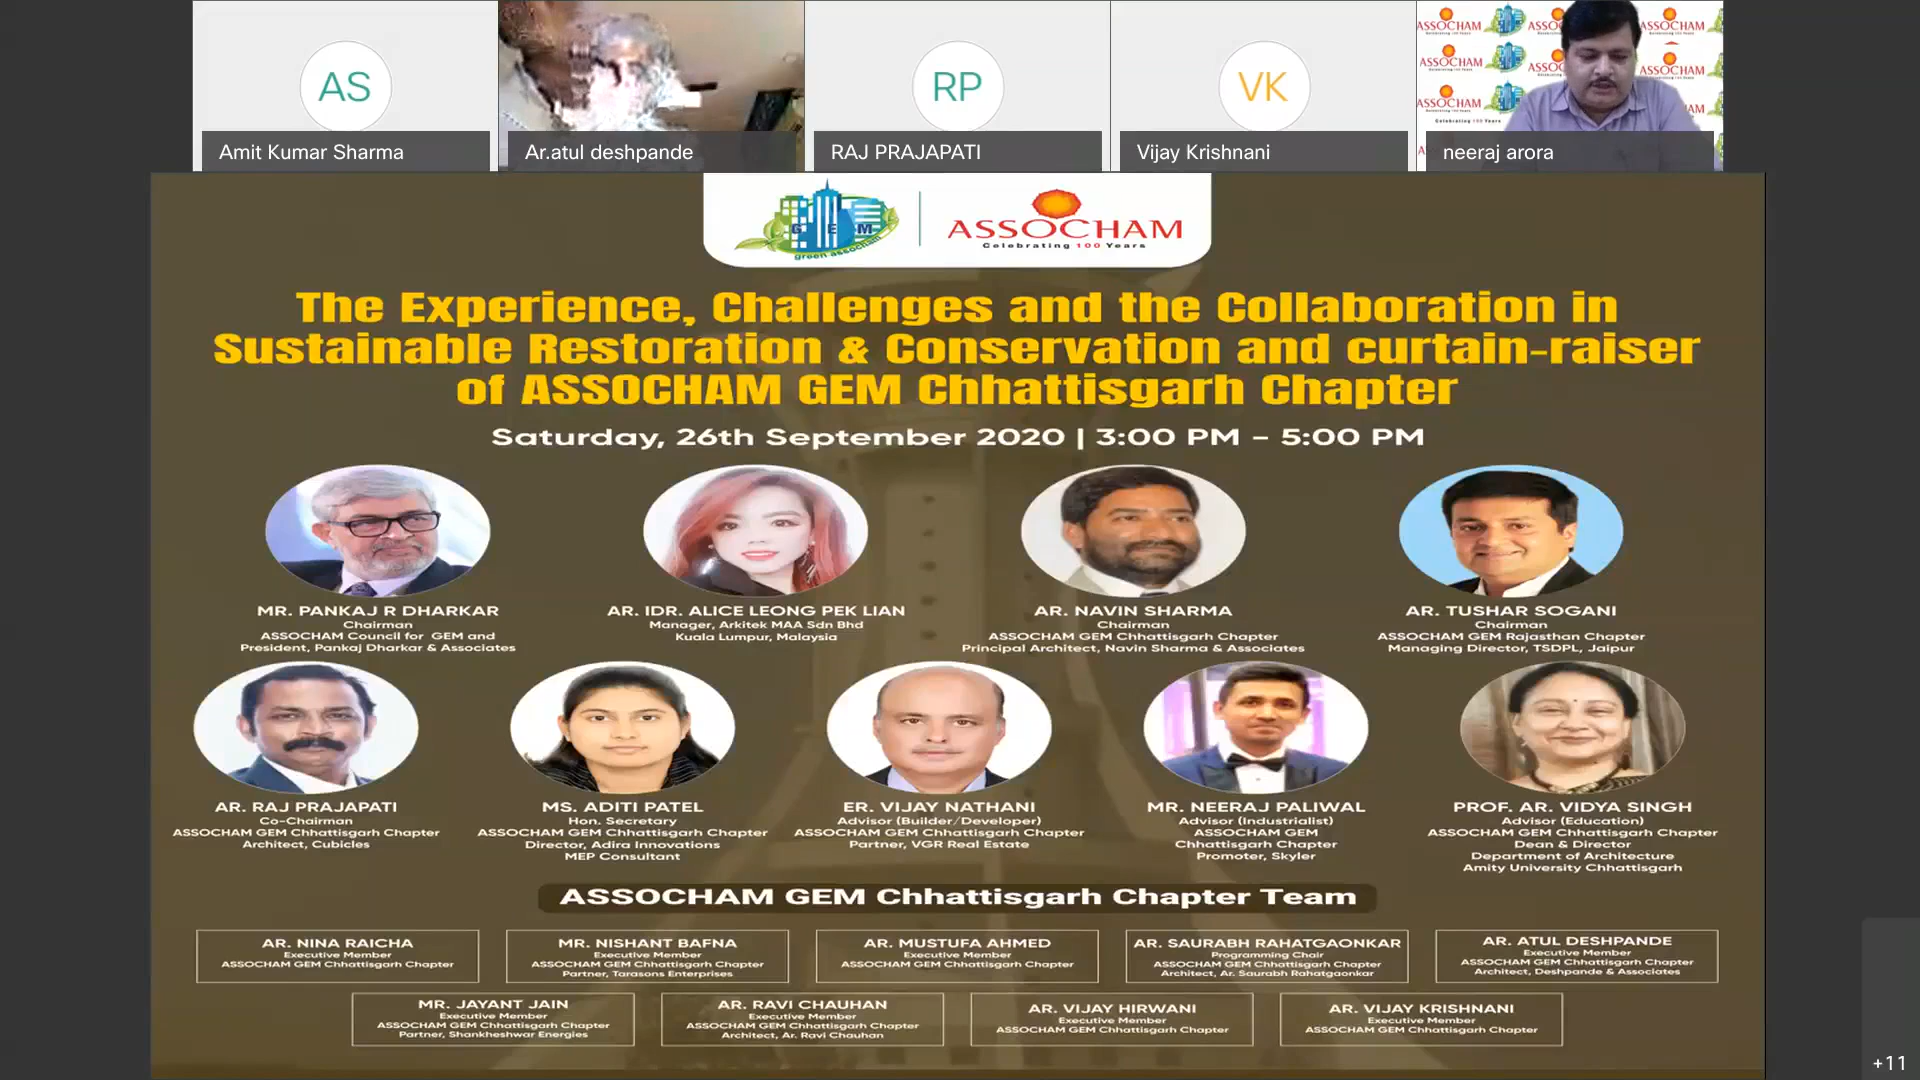 AS
RP
VK
Amit Kumar Sharma
Ar.atul deshpande
RAJ PRAJAPATI
Vijay Krishnani
neeraj arora
GEM
green assocham
ASSOCHAM
Celebrating 100 Years
The Experience, Challenges and the Collaboration in
Sustainable Restoration & Conservation and curtain-raiser
of ASSOCHAM GEM Chhattisgarh Chapter
Saturday, 26th September 2020 | 3:00 PM – 5:00 PM
MR. PANKAJ R DHARKAR
Chairman
ASSOCHAM Council for GEM and
President, Pankaj Dharkar & Associates
AR. IDR. ALICE LEONG PEK LIAN
Manager, Arkitek MAA Sdn Bhd
Kuala Lumpur, Malaysia
AR. NAVIN SHARMA
Chairman
ASSOCHAM GEM Chhattisgarh Chapter
Principal Architect, Navin Sharma & Associates
AR. TUSHAR SOGANI
Chairman
ASSOCHAM GEM Rajasthan Chapter
Managing Director, TSDPL, Jaipur
AR. RAJ PRAJAPATI
Co-Chairman
ASSOCHAM GEM Chhattisgarh Chapter
Architect, Cubicles
MS. ADITI PATEL
Hon. Secretary
ASSOCHAM GEM Chhattisgarh Chapter
Director, Adira Innovations
MEP Consultant
ER. VIJAY NATHANI
Advisor (Builder/Developer)
ASSOCHAM GEM Chhattisgarh Chapter
Partner, VGR Real Estate
MR. NEERAJ PALIWAL
Advisor (Industrialist)
ASSOCHAM GEM
Chhattisgarh Chapter
Promoter, Skyler
PROF. AR. VIDYA SINGH
Advisor (Education)
ASSOCHAM GEM Chhattisgarh Chapter
Dean & Director
Department of Architecture
Amity University Chhattisgarh
ASSOCHAM GEM Chhattisgarh Chapter Team
AR. NINA RAICHA
Executive Member
ASSOCHAM GEM Chhattisgarh Chapter
MR. NISHANT BAFNA
Executive Member
ASSOCHAM GEM Chhattisgarh Chapter
Partner, Tarasons Enterprises
AR. MUSTUFA AHMED
Executive Member
ASSOCHAM GEM Chhattisgarh Chapter
AR. SAURABH RAHATGAONKAR
Programming Chair
ASSOCHAM GEM Chhattisgarh Chapter
Architect, Ar. Saurabh Rahatgaonkar
AR. ATUL DESHPANDE
Executive Member
ASSOCHAM GEM Chhattisgarh Chapter
Architect, Deshpande & Associates
MR. JAYANT JAIN
Executive Member
ASSOCHAM GEM Chhattisgarh Chapter
Partner, Shankheshwar Energies
AR. RAVI CHAUHAN
Executive Member
ASSOCHAM GEM Chhattisgarh Chapter
Architect, Ar. Ravi Chauhan
AR. VIJAY HIRWANI
Executive Member
ASSOCHAM GEM Chhattisgarh Chapter
AR. VIJAY KRISHNANI
Executive Member
ASSOCHAM GEM Chhattisgarh Chapter
+11